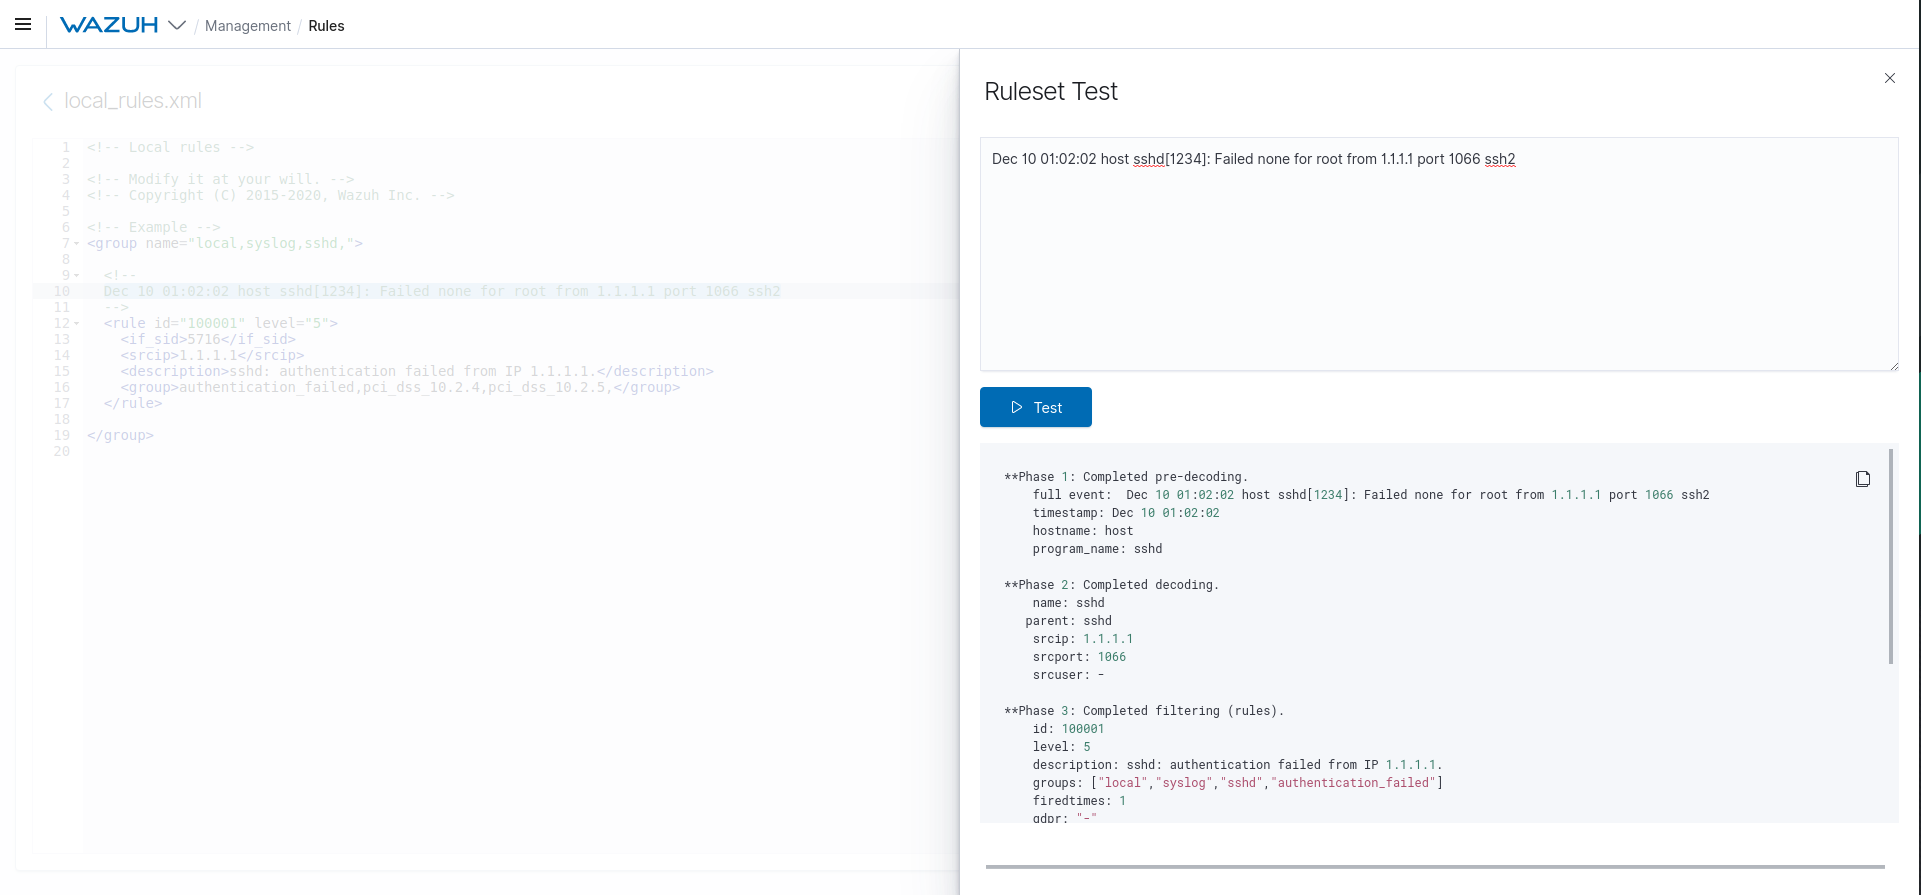 WAZUH / Management / Rules
local_rules.xml
1 <!-- Local rules -->
2
3 <!-- Modify it at your will. -->
4 <!-- Copyright (C) 2015-2020, Wazuh Inc. -->
5
6 <!-- Example -->
7 <group name="local,syslog,sshd,">
8
9 <!--
10 Dec 10 01:02:02 host sshd[1234]: Failed none for root from 1.1.1.1 port 1066 ssh2
11 -->
12 <rule id="100001" level="5">
13 <if_sid>5716</if_sid>
14 <srcip>1.1.1.1</srcip>
15 <description>sshd: authentication failed from IP 1.1.1.1.</description>
16 <group>authentication_failed,pci_dss_10.2.4,pci_dss_10.2.5,</group>
17 </rule>
18
19 </group>
20
Ruleset Test
Dec 10 01:02:02 host sshd[1234]: Failed none for root from 1.1.1.1 port 1066 ssh2
Test
**Phase 1: Completed pre-decoding.
full event:  Dec 10 01:02:02 host sshd[1234]: Failed none for root from 1.1.1.1 port 1066 ssh2
timestamp: Dec 10 01:02:02
hostname: host
program_name: sshd
**Phase 2: Completed decoding.
name: sshd
parent: sshd
srcip: 1.1.1.1
srcport: 1066
srcuser: -
**Phase 3: Completed filtering (rules).
id: 100001
level: 5
description: sshd: authentication failed from IP 1.1.1.1.
groups: ["local","syslog","sshd","authentication_failed"]
firedtimes: 1
gdpr: "-"